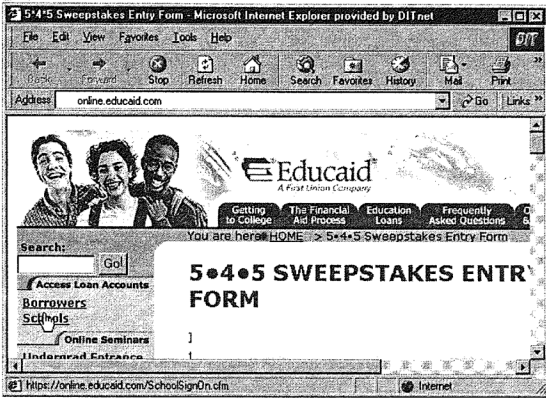 5*4*5 Sweepstakes Entry Form - Microsoft Internet Explorer provided by DITnet
File Edit View Favorites Tools Help
DIT
Back Forward Stop Refresh Home Search Favorites History Mail Print
Address online.educaid.com Go Links
Educaid
A First Union Company
Getting to College
The Financial Aid Process
Education Loans
Frequently Asked Questions
You are here: HOME > 5•4•5 Sweepstakes Entry Form
Search:
Go!
5•4•5 SWEEPSTAKES ENTR
FORM
Access Loan Accounts
Borrowers
Schools
Online Seminars
Undergrad Entrance
https://online.educaid.com/SchoolSignOn.cfm Internet